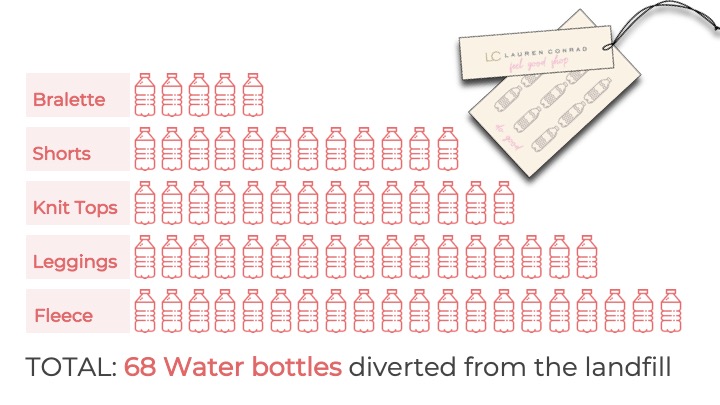 LC LAUREN CONRAD
feel good shop
Bralette
Shorts
Knit Tops
Leggings
Fleece
TOTAL: 68 Water bottles diverted from the landfill